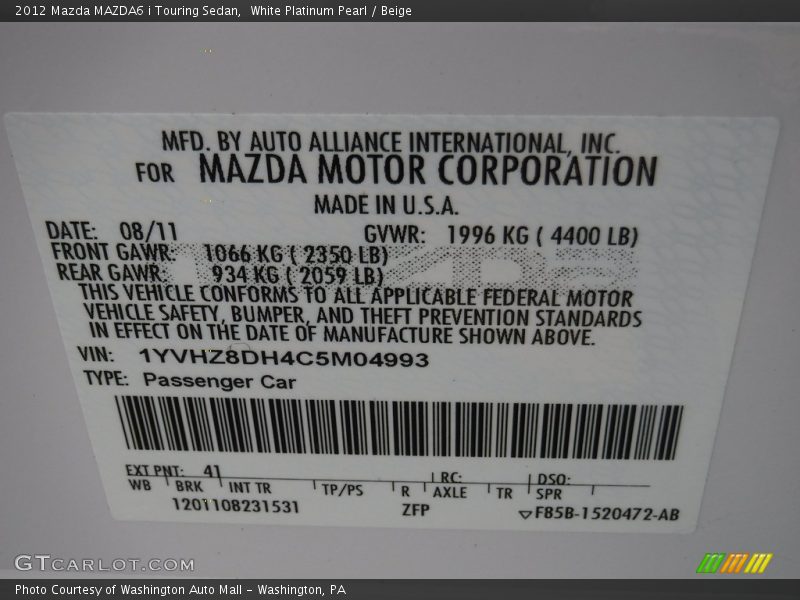 2012 Mazda MAZDA6 i Touring Sedan,  White Platinum Pearl / Beige
MFD. BY AUTO ALLIANCE INTERNATIONAL, INC.
FOR MAZDA MOTOR CORPORATION
MADE IN U.S.A.
DATE: 08/11 GVWR: 1996 KG ( 4400 LB)
FRONT GAWR: 1066 KG ( 2350 LB)
REAR GAWR: 934 KG ( 2059 LB)
THIS VEHICLE CONFORMS TO ALL APPLICABLE FEDERAL MOTOR
VEHICLE SAFETY, BUMPER, AND THEFT PREVENTION STANDARDS
IN EFFECT ON THE DATE OF MANUFACTURE SHOWN ABOVE.
VIN: 1YVHZ8DH4C5M04993
TYPE: Passenger Car
EXT PNT: 41 RC: DSO:
WB BRK INT TR TP/PS R AXLE TR SPR
1201108231531 ZFP F85B-1520472-AB
GTCARLOT.COM
Photo Courtesy of Washington Auto Mall - Washington, PA